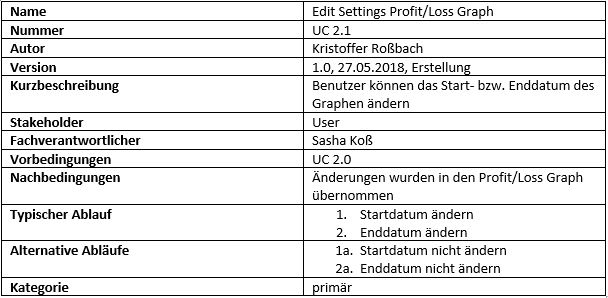 Name Edit Settings Profit/Loss Graph
Nummer UC 2.1
Autor Kristoffer Roßbach
Version 1.0, 27.05.2018, Erstellung
Kurzbeschreibung Benutzer können das Start- bzw. Enddatum des
Graphen ändern
Stakeholder User
Fachverantwortlicher Sasha Koß
Vorbedingungen UC 2.0
Nachbedingungen Änderungen wurden in den Profit/Loss Graph
übernommen
Typischer Ablauf 1. Startdatum ändern
2. Enddatum ändern
Alternative Abläufe 1a. Startdatum nicht ändern
2a. Enddatum nicht ändern
Kategorie primär